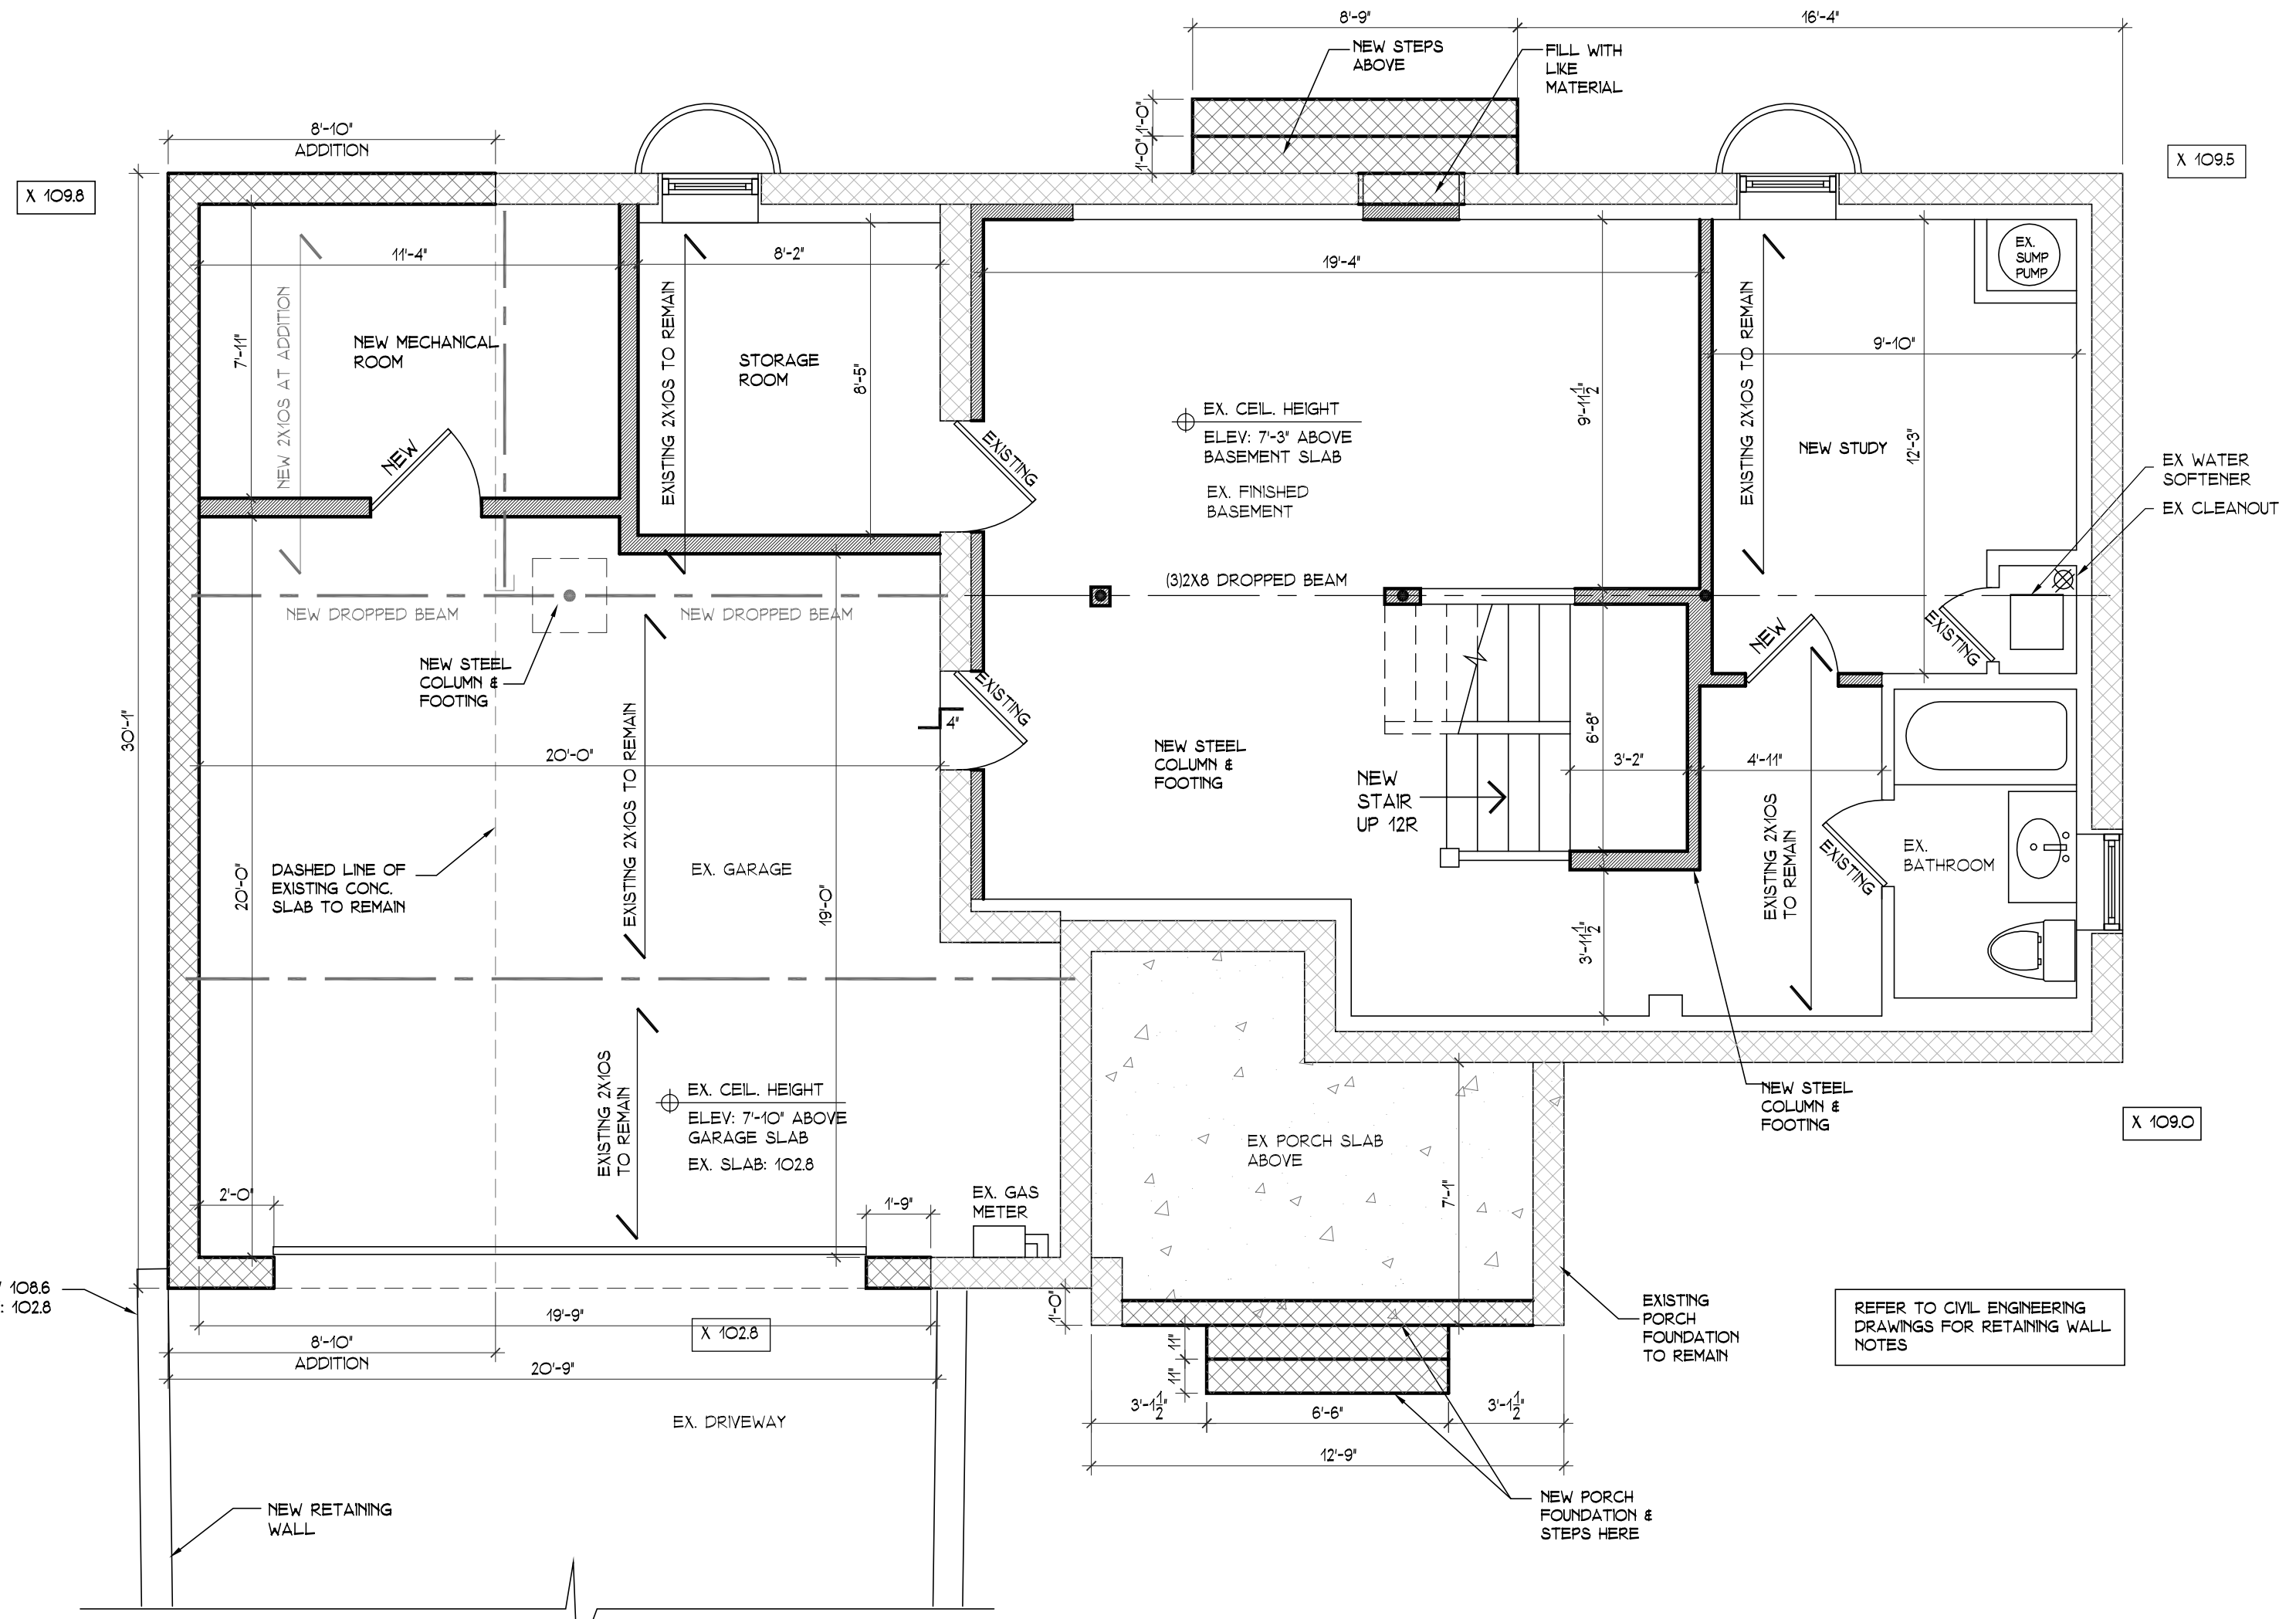 8'-9"
16'-4"
NEW STEPS
ABOVE
FILL WITH
LIKE
MATERIAL
1'-0"
1'-0"
8'-10"
ADDITION
X 109.8
X 109.5
11'-4"
8'-2"
19'-4"
9'-10"
7'-11"
NEW 2X10S AT ADDITION
NEW MECHANICAL
ROOM
NEW
EXISTING 2X10S TO REMAIN
STORAGE
ROOM
8'-5"
EXISTING
EX. CEIL. HEIGHT
ELEV: 7'-3" ABOVE
BASEMENT SLAB
EX. FINISHED
BASEMENT
9'-11 1/2"
EXISTING 2X10S TO REMAIN
EX.
SUMP
PUMP
NEW STUDY
12'-3"
EX WATER
SOFTENER
EX CLEANOUT
(3)2X8 DROPPED BEAM
NEW DROPPED BEAM
NEW DROPPED BEAM
NEW STEEL
COLUMN &
FOOTING
EXISTING
4"
NEW
EXISTING
30'-1"
20'-0"
EXISTING 2X10S TO REMAIN
NEW STEEL
COLUMN &
FOOTING
NEW
STAIR
UP 12R
6'-8"
3'-2"
4'-11"
EXISTING 2X10S
TO REMAIN
EXISTING
EX.
BATHROOM
DASHED LINE OF
EXISTING CONC.
SLAB TO REMAIN
20'-0"
EX. GARAGE
19'-0"
3'-11 1/2"
EXISTING 2X10S
TO REMAIN
EX. CEIL. HEIGHT
ELEV: 7'-10" ABOVE
GARAGE SLAB
EX. SLAB: 102.8
NEW STEEL
COLUMN &
FOOTING
X 109.0
EX PORCH SLAB
ABOVE
7'-1"
2'-0"
1'-9"
EX. GAS
METER
108.6
: 102.8
19'-9"
X 102.8
1'-0"
8'-10"
ADDITION
20'-9"
11"
11"
EXISTING
PORCH
FOUNDATION
TO REMAIN
REFER TO CIVIL ENGINEERING
DRAWINGS FOR RETAINING WALL
NOTES
EX. DRIVEWAY
3'-1 1/2"
6'-6"
3'-1 1/2"
12'-9"
NEW RETAINING
WALL
NEW PORCH
FOUNDATION &
STEPS HERE